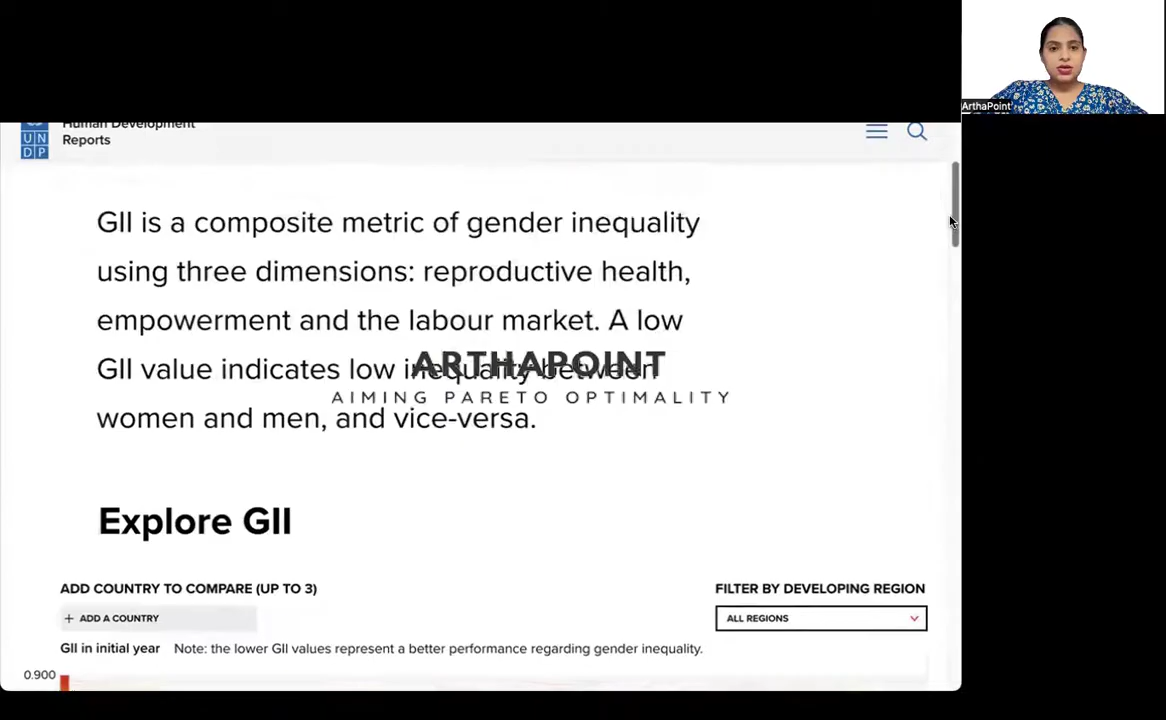 Human Development
Reports
U N
D P
GII is a composite metric of gender inequality
using three dimensions: reproductive health,
empowerment and the labour market. A low
GII value indicates low inequality between
women and men, and vice-versa.
ARTHAPOINT
AIMING PARETO OPTIMALITY
Explore GII
ADD COUNTRY TO COMPARE (UP TO 3)
+ ADD A COUNTRY
FILTER BY DEVELOPING REGION
ALL REGIONS
GII in initial year Note: the lower GII values represent a better performance regarding gender inequality.
0.900
ArthaPoint